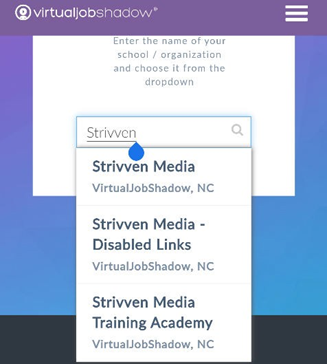 virtualjobshadow®
Enter the name of your
school / organization
and choose it from the
dropdown
Strivven
Strivven Media
VirtualJobShadow, NC
Strivven Media -
Disabled Links
VirtualJobShadow, NC
Strivven Media
Training Academy
VirtualJobShadow, NC